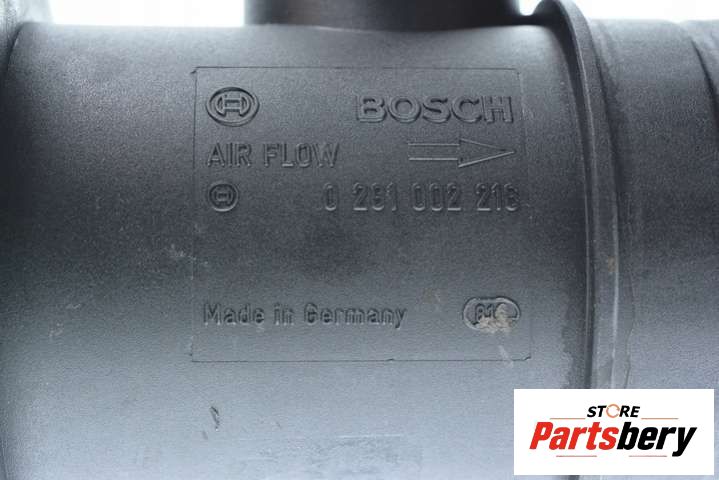 BOSCH
AIR FLOW
0 281 002 216
Made in Germany
STORE
Partsbery